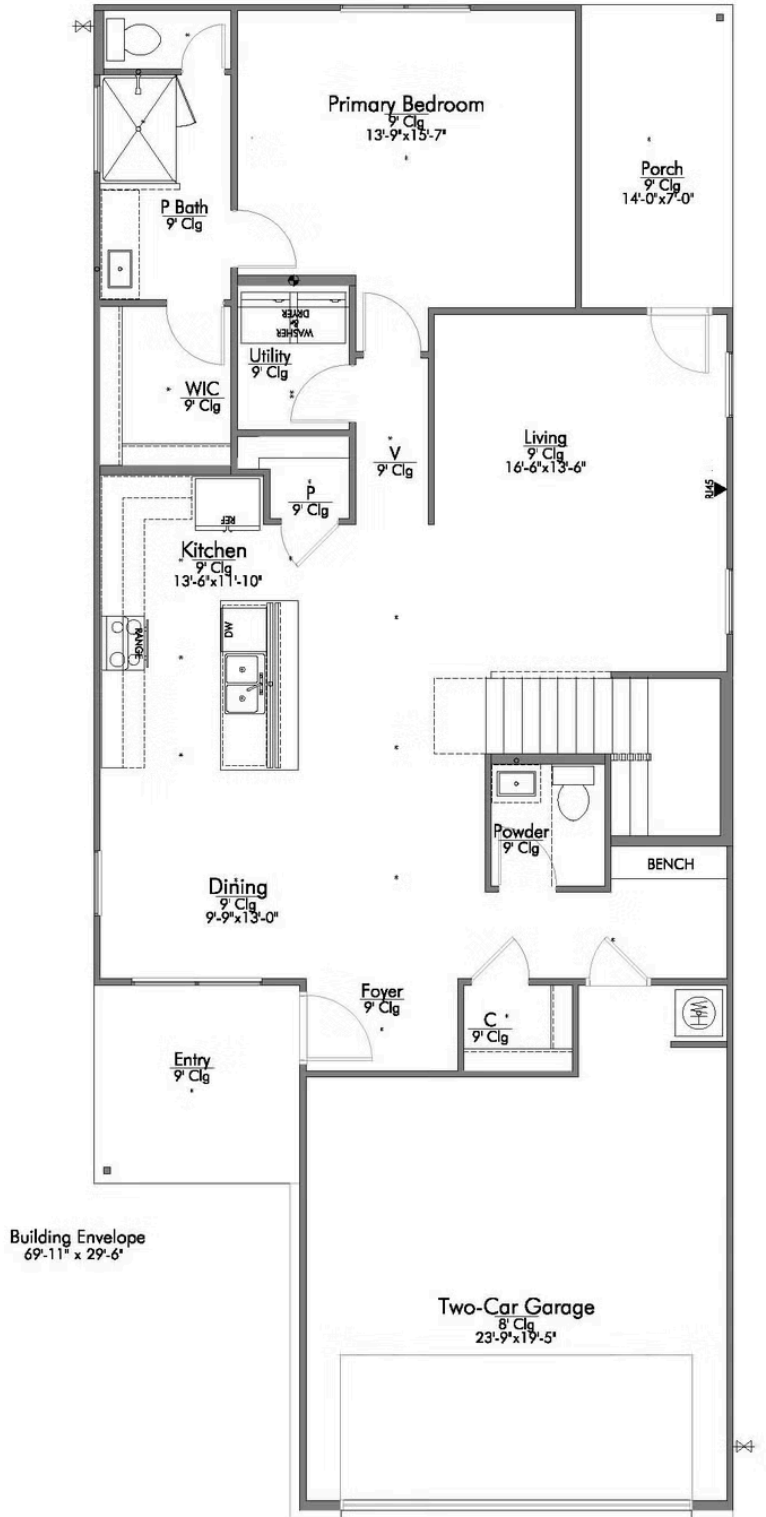 Primary Bedroom
9' Clg
13'-9"x15'-7"
Porch
9' Clg
14'-0"x7'-0"
P Bath
9' Clg
WASHER
&
DRYER
Utility
9' Clg
WIC
9' Clg
V
9' Clg
Living
9' Clg
16'-6"x13'-6"
RJ45
P
9' Clg
REF
Kitchen
9' Clg
13'-6"x11'-10"
RANGE
DW
Powder
9' Clg
BENCH
Dining
9' Clg
9'-9"x13'-0"
Foyer
9' Clg
C
9' Clg
WH
Entry
9' Clg
Building Envelope
69'-11" x 29'-6"
Two-Car Garage
8' Clg
23'-9"x19'-5"